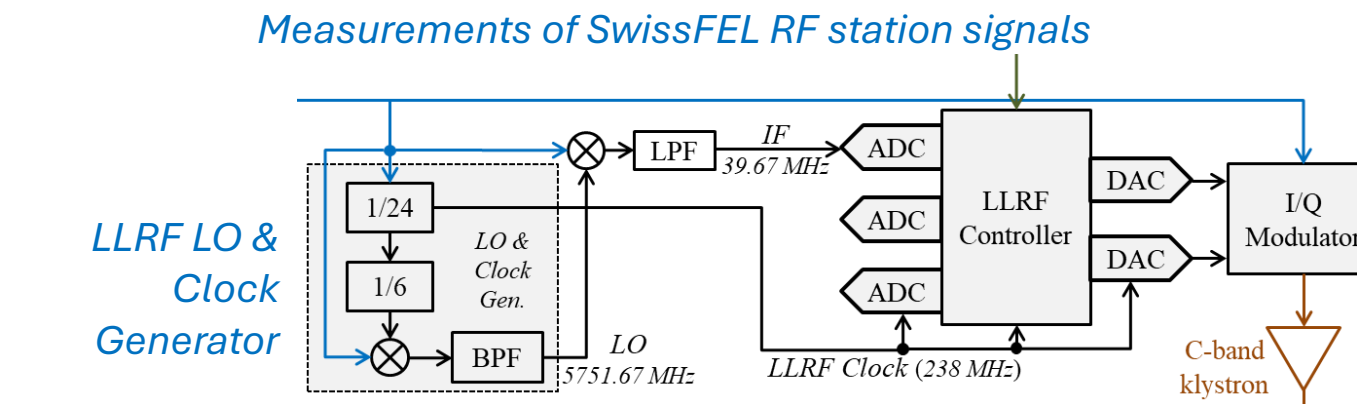 Measurements of SwissFEL RF station signals
LLRF LO &
Clock
Generator
1/24
1/6
LO &
Clock
Gen.
BPF
LO
5751.67 MHz
LPF
IF
39.67 MHz
ADC
ADC
ADC
LLRF
Controller
LLRF Clock (238 MHz)
DAC
DAC
I/Q
Modulator
C-band
klystron